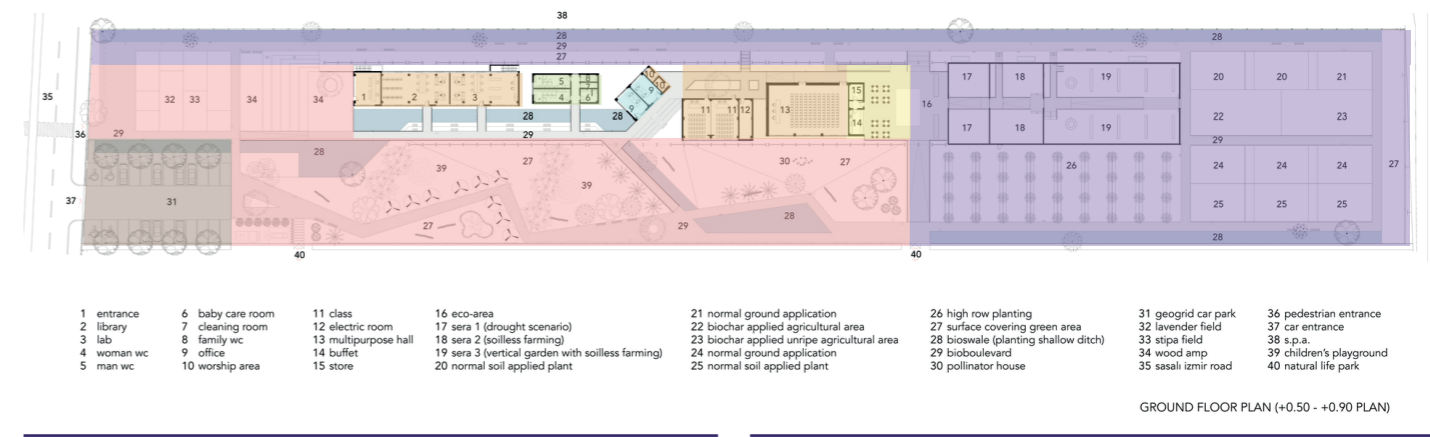 38
28
29
27
35
36
37
32 33 34 34
29
1 2 3
5 8
4 6
10 10
9
9
28 28
29
11 11 12
13
15
14
16
17 18 19
17 18 19
20 20 21
22 23
29
24 24 24
25 25 25
28
28
27
26
28
39
27
39
27
30 27
28
29
31
40
40
1 entrance
2 library
3 lab
4 woman wc
5 man wc
6 baby care room
7 cleaning room
8 family wc
9 office
10 worship area
11 class
12 electric room
13 multipurpose hall
14 buffet
15 store
16 eco-area
17 sera 1 (drought scenario)
18 sera 2 (soilless farming)
19 sera 3 (vertical garden with soilless farming)
20 normal soil applied plant
21 normal ground application
22 biochar applied agricultural area
23 biochar applied unripe agricultural area
24 normal ground application
25 normal soil applied plant
26 high row planting
27 surface covering green area
28 bioswale (planting shallow ditch)
29 bioboulevard
30 pollinator house
31 geogrid car park
32 lavender field
33 stipa field
34 wood amp
35 sasalı izmir road
36 pedestrian entrance
37 car entrance
38 s.p.a.
39 children's playground
40 natural life park
GROUND FLOOR PLAN (+0.50 - +0.90 PLAN)